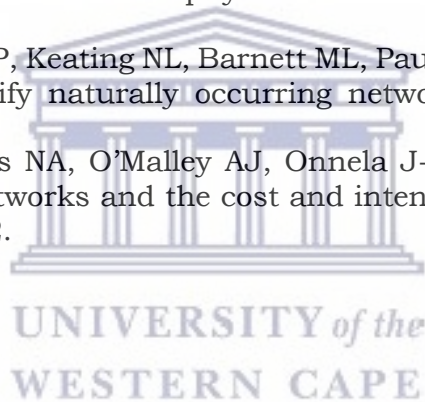 P, Keating NL, Barnett ML, Pau
ify naturally occurring netwo
s NA, O'Malley AJ, Onnela J-
tworks and the cost and inten
UNIVERSITY of the
WESTERN CAPE